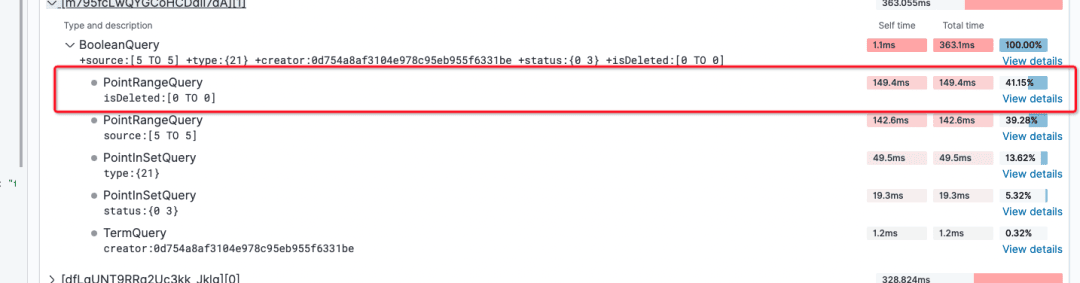 [m795fcLwQYGCoHCDdll7dA][1]
363.055ms
Type and description Self time Total time
BooleanQuery 1.1ms 363.1ms 100.00%
+source:[5 TO 5] +type:{21} +creator:0d754a8af3104e978c95eb955f6331be +status:{0 3} +isDeleted:[0 TO 0] View details
PointRangeQuery 149.4ms 149.4ms 41.15%
isDeleted:[0 TO 0] View details
PointRangeQuery 142.6ms 142.6ms 39.28%
source:[5 TO 5] View details
PointInSetQuery 49.5ms 49.5ms 13.62%
type:{21} View details
: "1
PointInSetQuery 19.3ms 19.3ms 5.32%
status:{0 3} View details
TermQuery 1.2ms 1.2ms 0.32%
creator:0d754a8af3104e978c95eb955f6331be View details
328.824ms